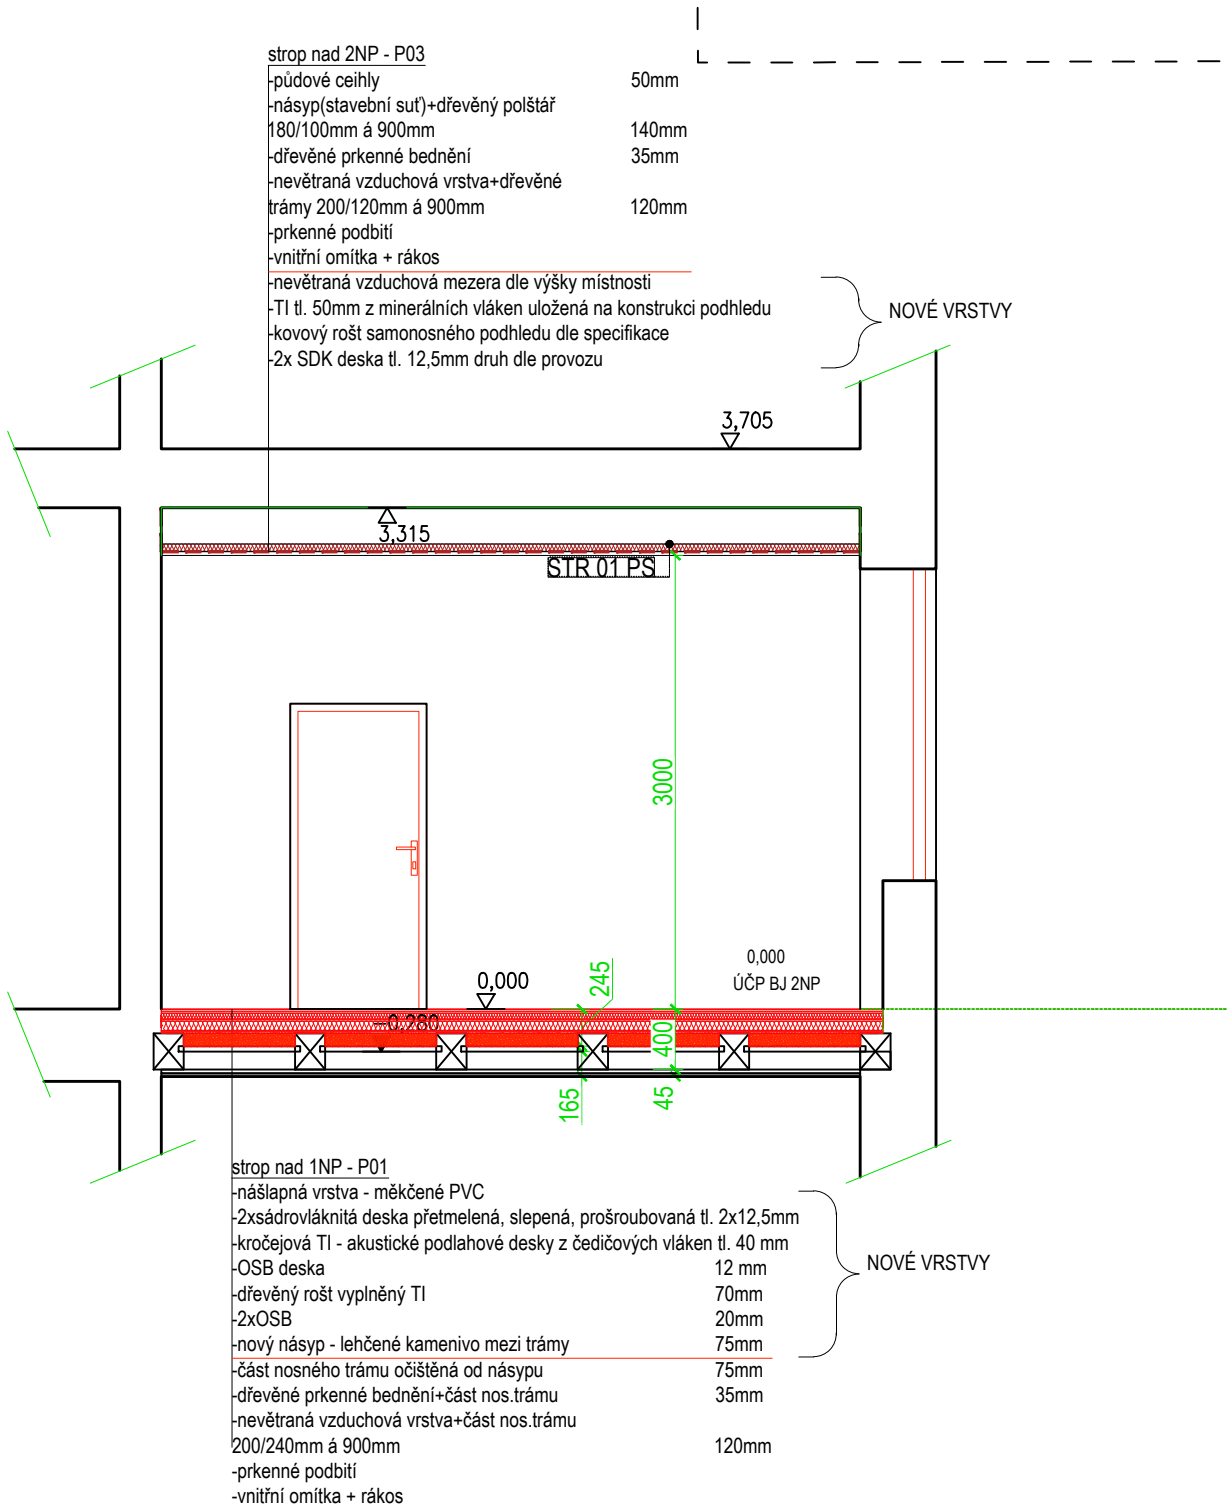 strop nad 2NP - P03
-půdové ceihly 50mm
-násyp(stavební suť)+dřevěný polštář
180/100mm á 900mm 140mm
-dřevěné prkenné bednění 35mm
-nevětraná vzduchová vrstva+dřevěné
trámy 200/120mm á 900mm 120mm
-prkenné podbití
-vnitřní omítka + rákos
-nevětraná vzduchová mezera dle výšky místnosti
-TI tl. 50mm z minerálních vláken uložená na konstrukci podhledu
-kovový rošt samonosného podhledu dle specifikace
-2x SDK deska tl. 12,5mm druh dle provozu
NOVÉ VRSTVY
3,705
3,315
STR 01 PS
3000
0,000
ÚČP BJ 2NP
0,000
245
-0,280
400
165
45
strop nad 1NP - P01
-nášlapná vrstva - měkčené PVC
-2xsádrovláknitá deska přetmelená, slepená, prošroubovaná tl. 2x12,5mm
-kročejová TI - akustické podlahové desky z čedičových vláken tl. 40 mm
-OSB deska 12 mm
-dřevěný rošt vyplněný TI 70mm
-2xOSB 20mm
-nový násyp - lehčené kamenivo mezi trámy 75mm
-část nosného trámu očištěná od násypu 75mm
-dřevěné prkenné bednění+část nos.trámu 35mm
-nevětraná vzduchová vrstva+část nos.trámu
200/240mm á 900mm 120mm
-prkenné podbití
-vnitřní omítka + rákos
NOVÉ VRSTVY